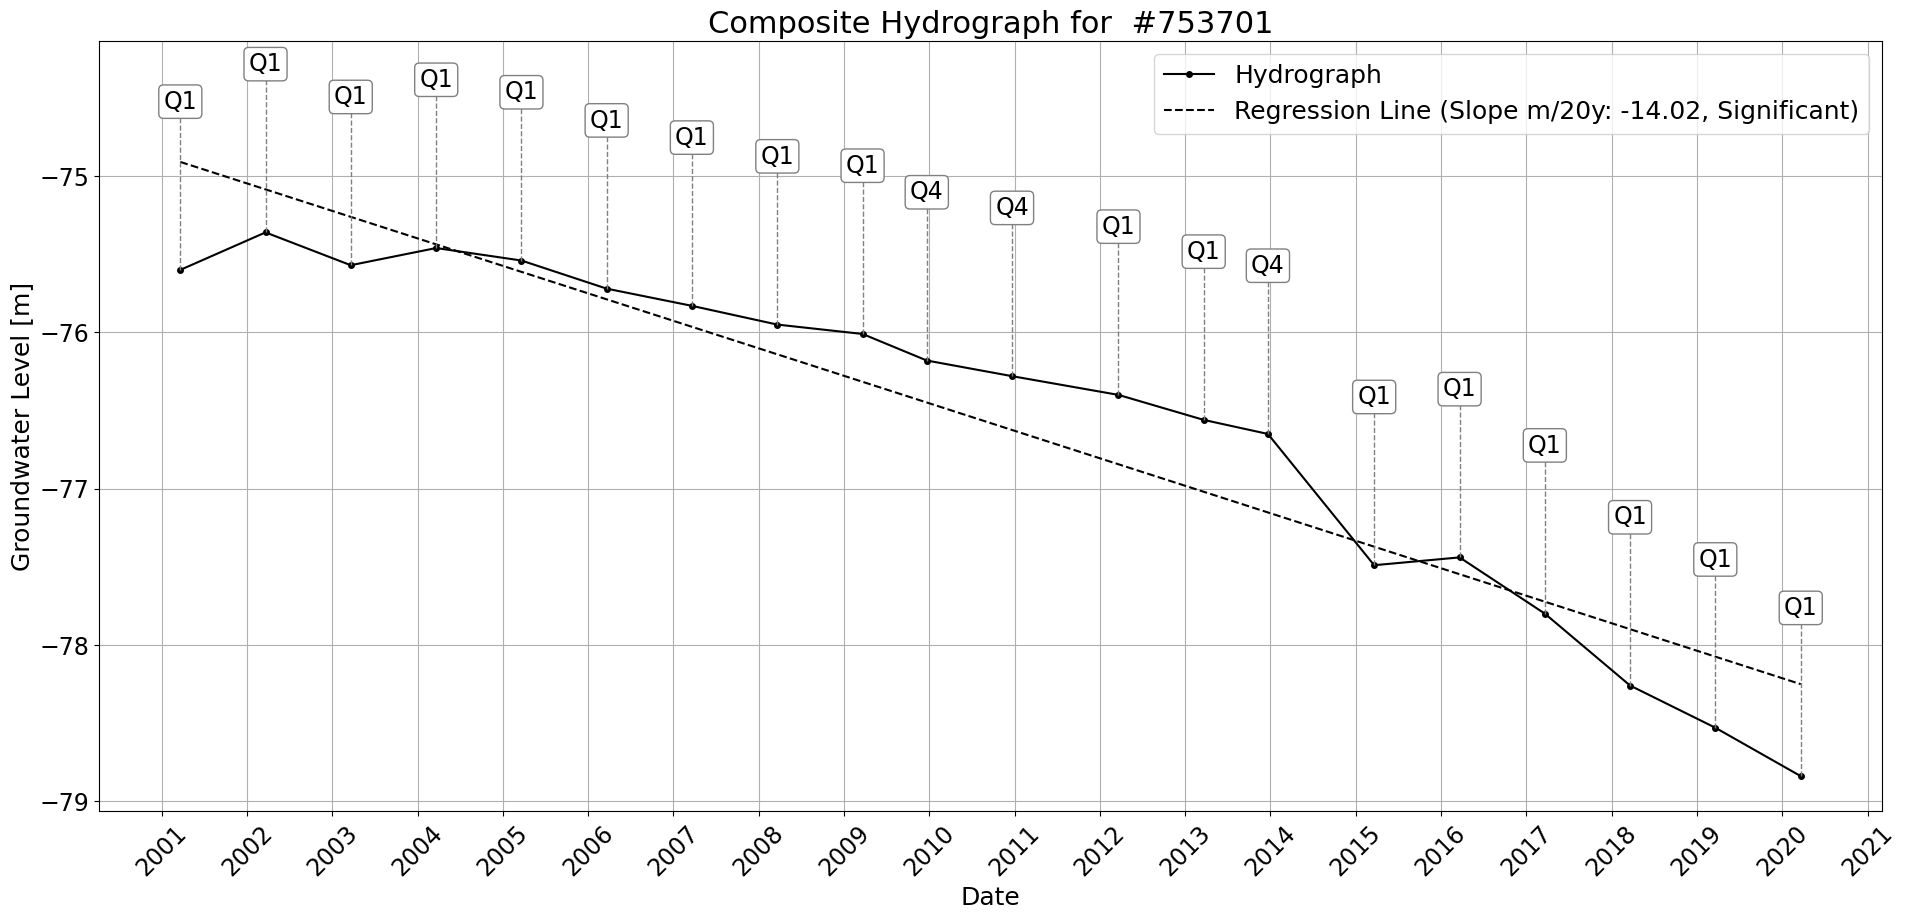 Composite Hydrograph for #753701
Hydrograph
Regression Line (Slope m/20y: -14.02, Significant)
Q1
Q1
Q1
Q1
Q1
Q1
Q1
Q1
Q1
Q4
Q4
Q1
Q1
Q4
Q1
Q1
Q1
Q1
Q1
Q1
Groundwater Level [m]
−75
−76
−77
−78
−79
2001
2002
2003
2004
2005
2006
2007
2008
2009
2010
2011
2012
2013
2014
2015
2016
2017
2018
2019
2020
2021
Date